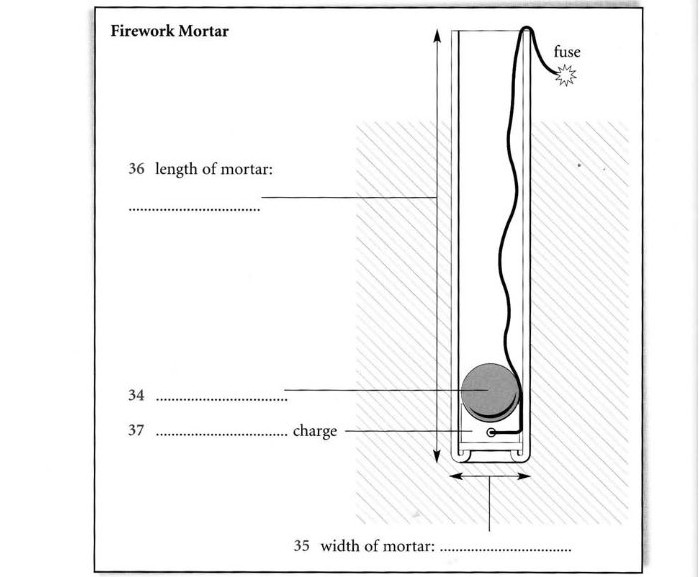 Firework Mortar
fuse
36 length of mortar:
..................................
34 ..................................
37 .................................. charge
35 width of mortar: ..................................